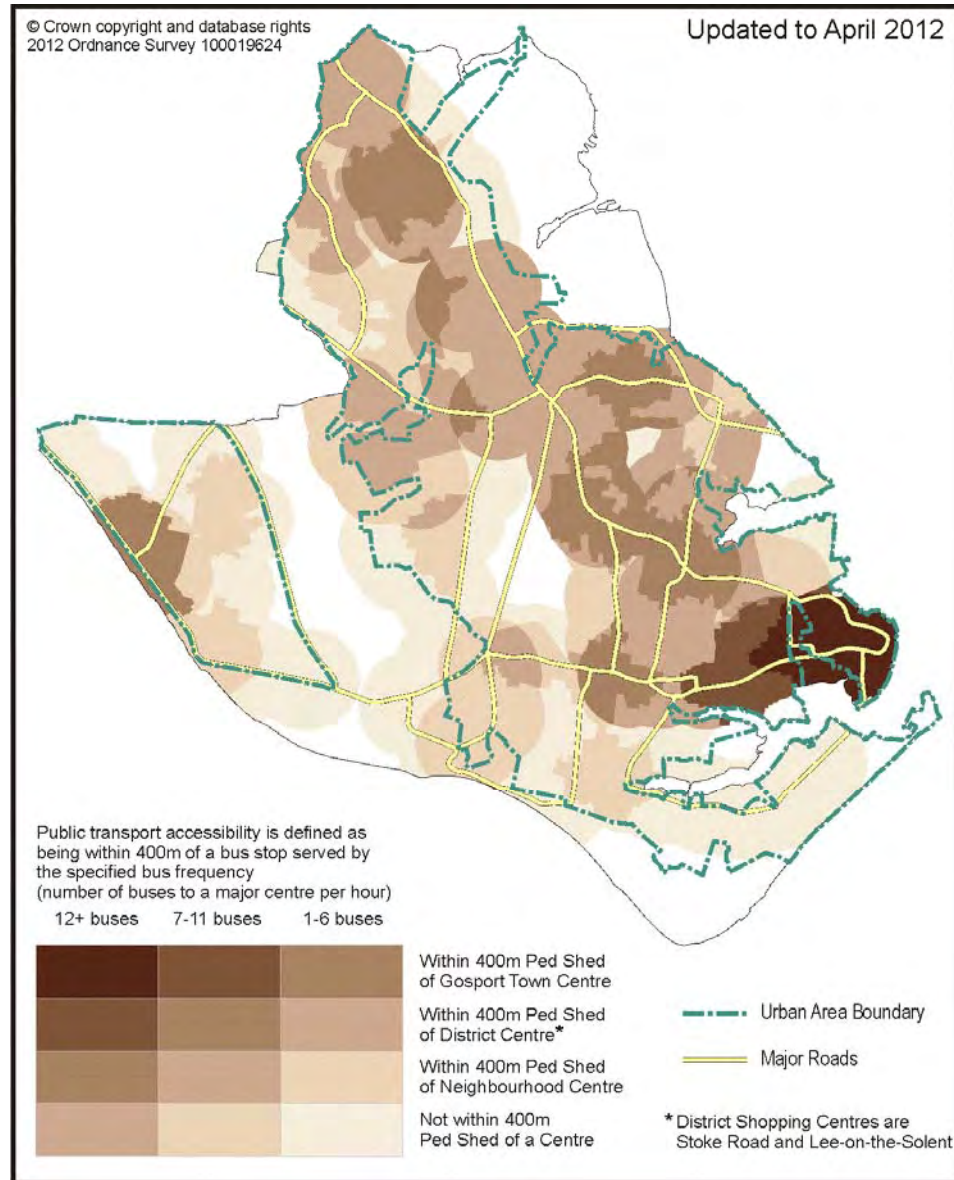 © Crown copyright and database rights
2012 Ordnance Survey 100019624
Updated to April 2012
Public transport accessibility is defined as
being within 400m of a bus stop served by
the specified bus frequency
(number of buses to a major centre per hour)
12+ buses 7-11 buses 1-6 buses
Within 400m Ped Shed
of Gosport Town Centre
Within 400m Ped Shed
of District Centre*
Within 400m Ped Shed
of Neighbourhood Centre
Not within 400m
Ped Shed of a Centre
Urban Area Boundary
Major Roads
* District Shopping Centres are
Stoke Road and Lee-on-the-Solent